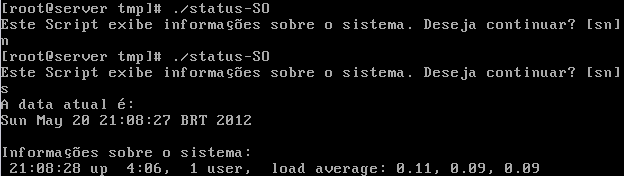 [root@server tmp]# ./status-SO
Este Script exibe informações sobre o sistema. Deseja continuar? [sn]
n
[root@server tmp]# ./status-SO
Este Script exibe informações sobre o sistema. Deseja continuar? [sn]
s
A data atual é:
Sun May 20 21:08:27 BRT 2012
Informações sobre o sistema:
21:08:28 up 4:06, 1 user, load average: 0.11, 0.09, 0.09